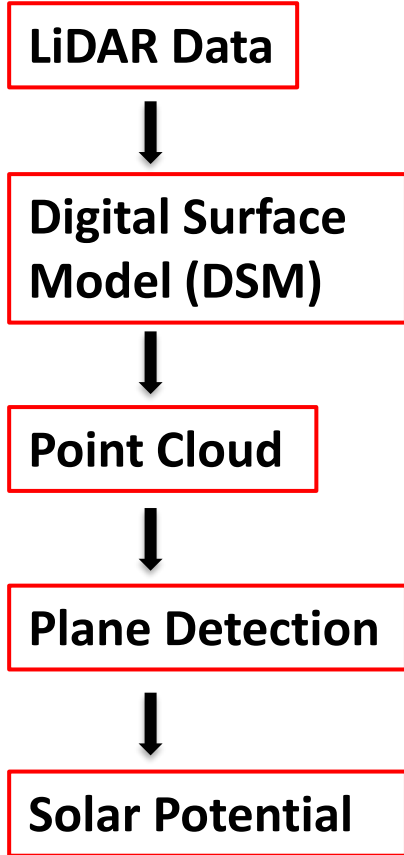 LiDAR Data
Digital Surface
Model (DSM)
Point Cloud
Plane Detection
Solar Potential